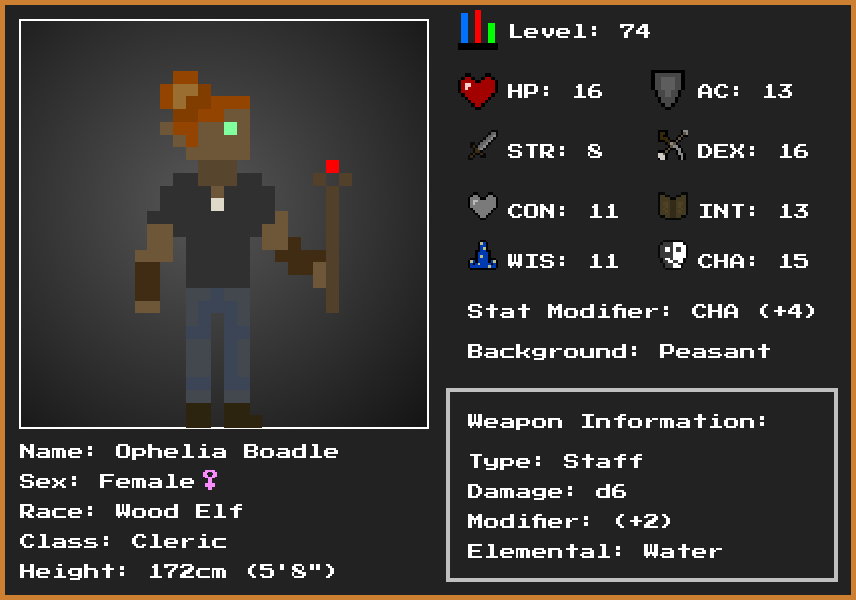 Level: 74
HP: 16 AC: 13
STR: 8 DEX: 16
CON: 11 INT: 13
WIS: 11 CHA: 15
Stat Modifier: CHA (+4)
Background: Peasant
Weapon Information:
Type: Staff
Damage: d6
Modifier: (+2)
Elemental: Water
Name: Ophelia Boadle
Sex: Female♀
Race: Wood Elf
Class: Cleric
Height: 172cm (5'8")